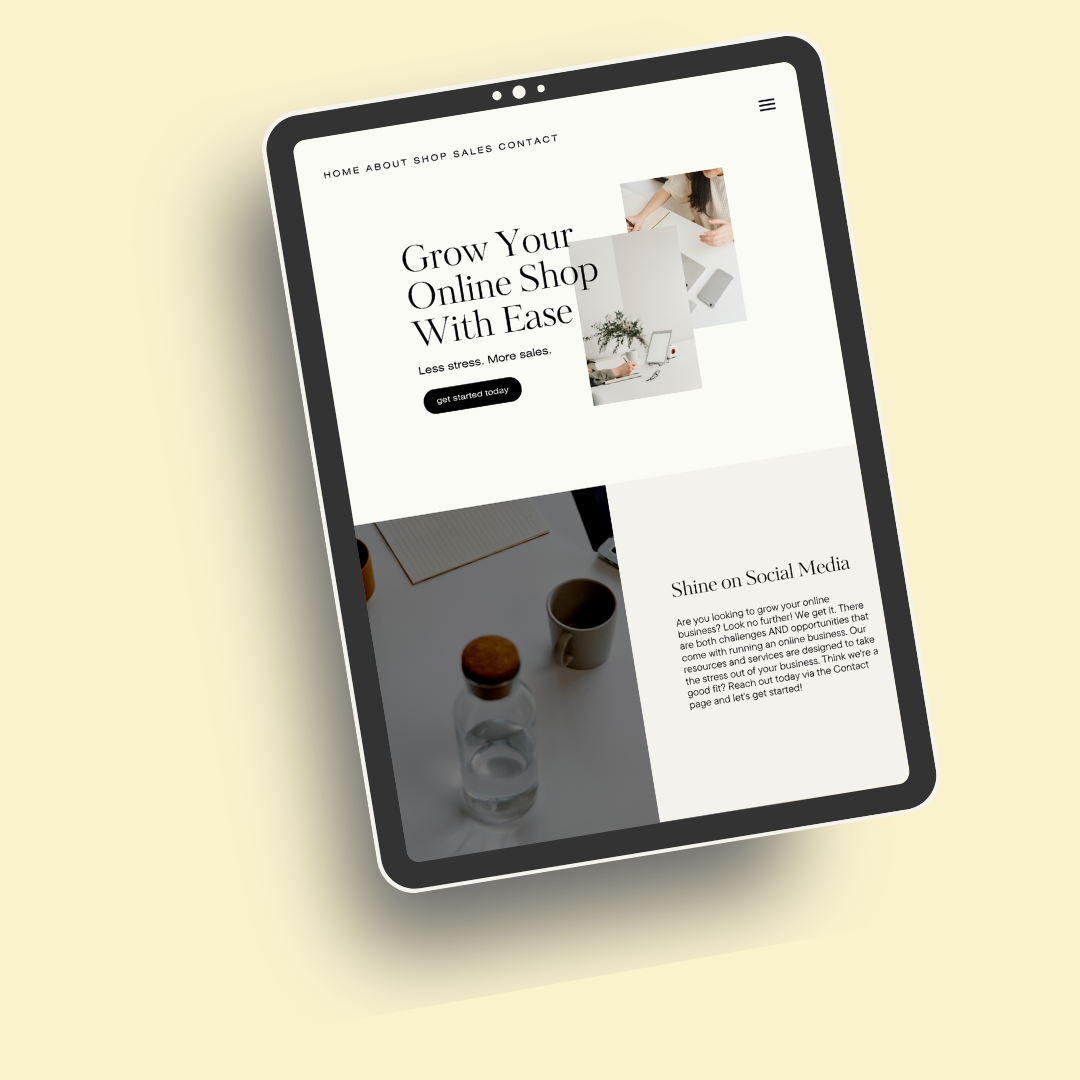 HOME ABOUT SHOP SALES CONTACT
Grow Your
Online Shop
With Ease
Less stress. More sales.
get started today
Shine on Social Media
Are you looking to grow your online
business? Look no further! We get it. There
are both challenges AND opportunities that
come with running an online business. Our
resources and services are designed to take
the stress out of your business. Think we're a
good fit? Reach out today via the Contact
page and let's get started!